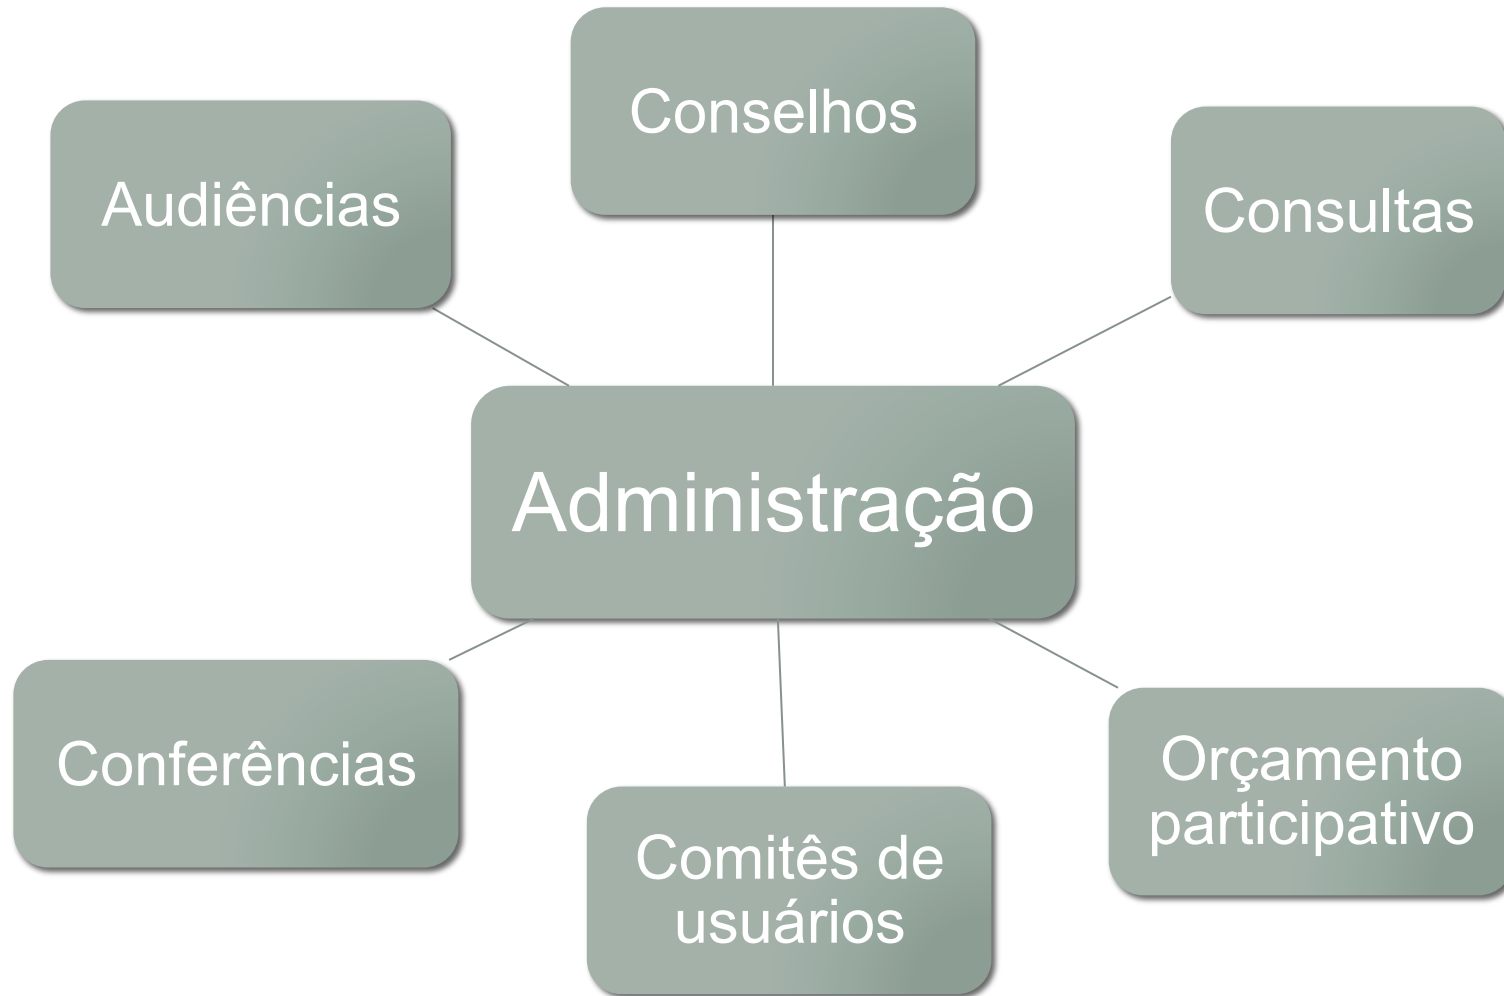 Conselhos
Audiências
Consultas
Administração
Conferências
Orçamento
participativo
Comitês de
usuários